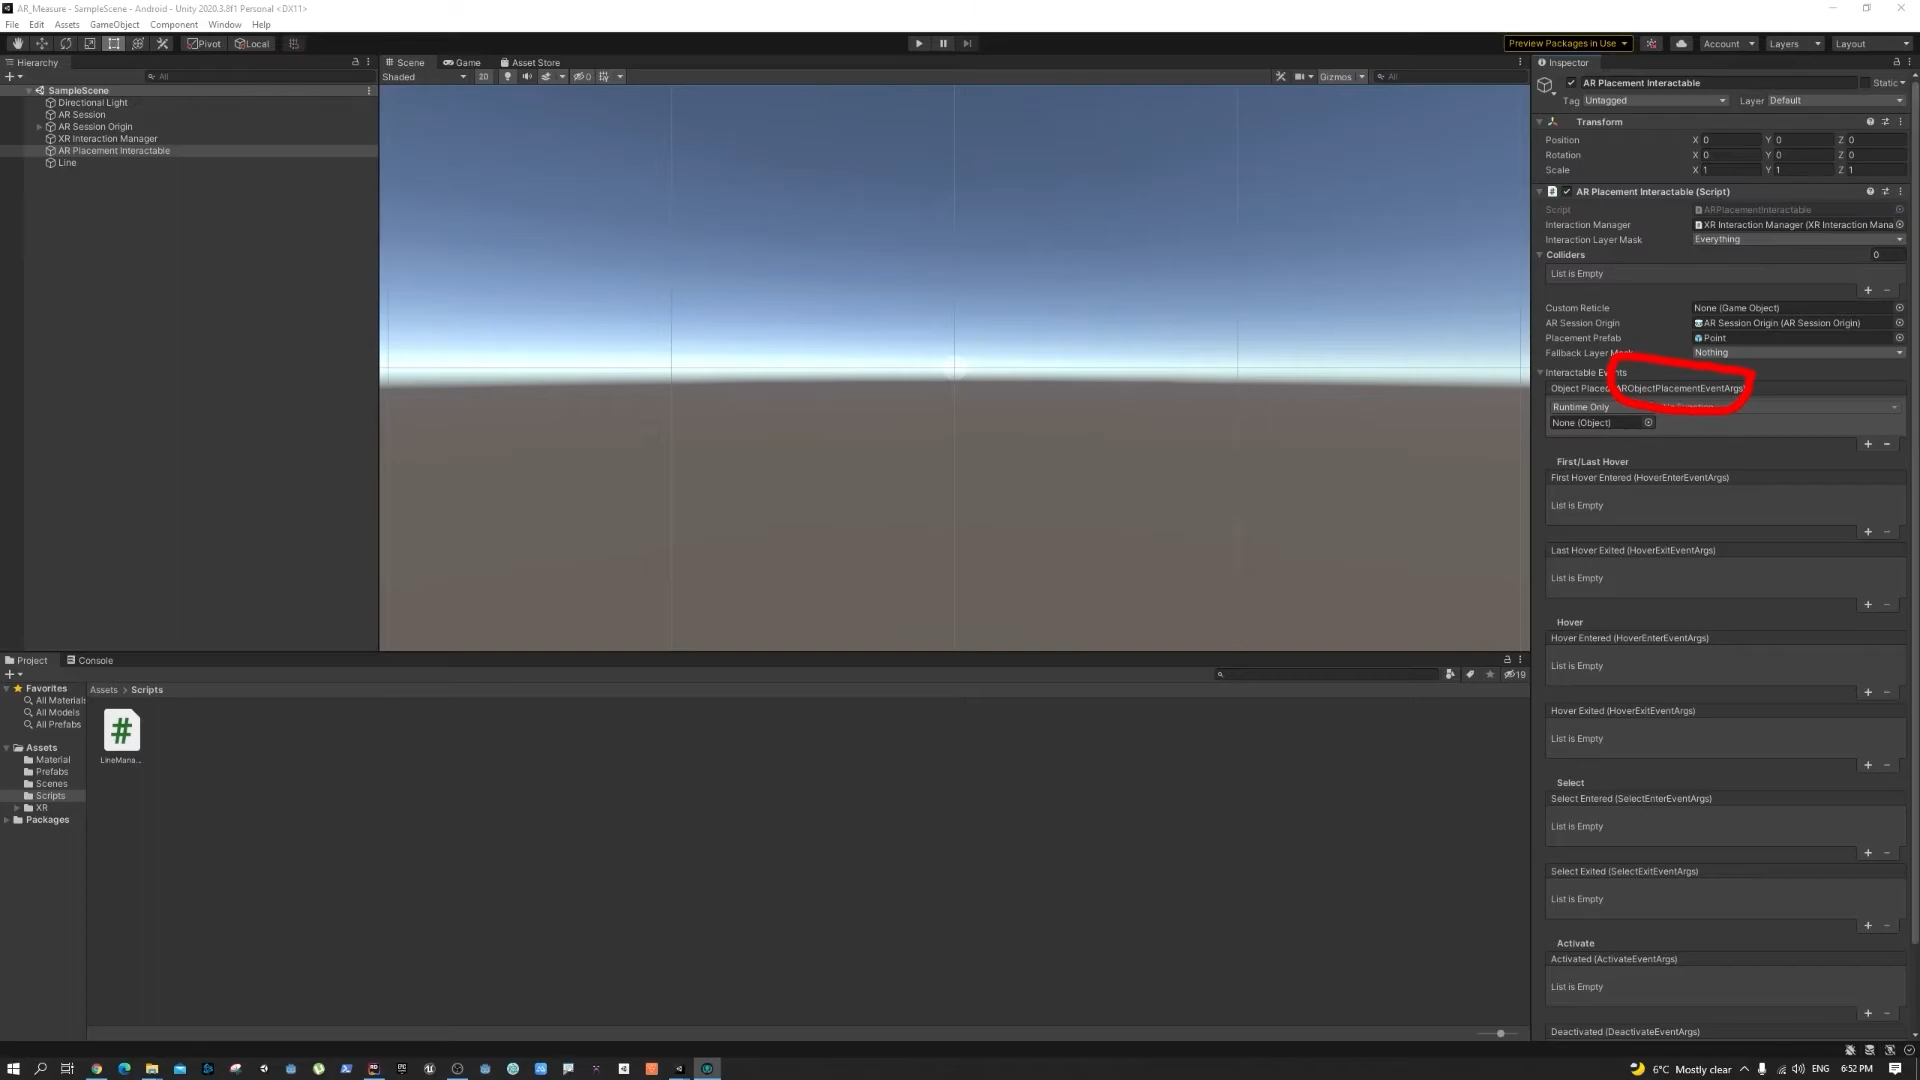 AR_Measure - SampleScene - Android - Unity 2020.3.8f1 Personal <DX11>
File Edit Assets GameObject Component Window Help
Pivot Local Preview Packages in Use Account Layers Layout
Hierarchy
All
SampleScene
Directional Light
AR Session
AR Session Origin
XR Interaction Manager
AR Placement Interactable
Line
Scene Game Asset Store
Shaded 2D 0 Gizmos All
Inspector
AR Placement Interactable Static
Tag Untagged Layer Default
Transform
Position X 0 Y 0 Z 0
Rotation X 0 Y 0 Z 0
Scale X 1 Y 1 Z 1
AR Placement Interactable (Script)
Script ARPlacementInteractable
Interaction Manager XR Interaction Manager (XR Interaction Mana
Interaction Layer Mask Everything
Colliders 0
List is Empty
Custom Reticle None (Game Object)
AR Session Origin AR Session Origin (AR Session Origin)
Placement Prefab Point
Fallback Layer Nothing
Interactable Events
Object Placed ARObjectPlacementEventArgs)
Runtime Only
None (Object)
First/Last Hover
First Hover Entered (HoverEnterEventArgs)
List is Empty
Last Hover Exited (HoverExitEventArgs)
List is Empty
Hover
Hover Entered (HoverEnterEventArgs)
List is Empty
Hover Exited (HoverExitEventArgs)
List is Empty
Select
Select Entered (SelectEnterEventArgs)
List is Empty
Select Exited (SelectExitEventArgs)
List is Empty
Activate
Activated (ActivateEventArgs)
List is Empty
Deactivated (DeactivateEventArgs)
Project Console
19
Favorites
All Materials
All Models
All Prefabs
Assets
Material
Prefabs
Scenes
Scripts
XR
Packages
Assets > Scripts
#
LineMana...
6°C Mostly clear ENG 6:52 PM